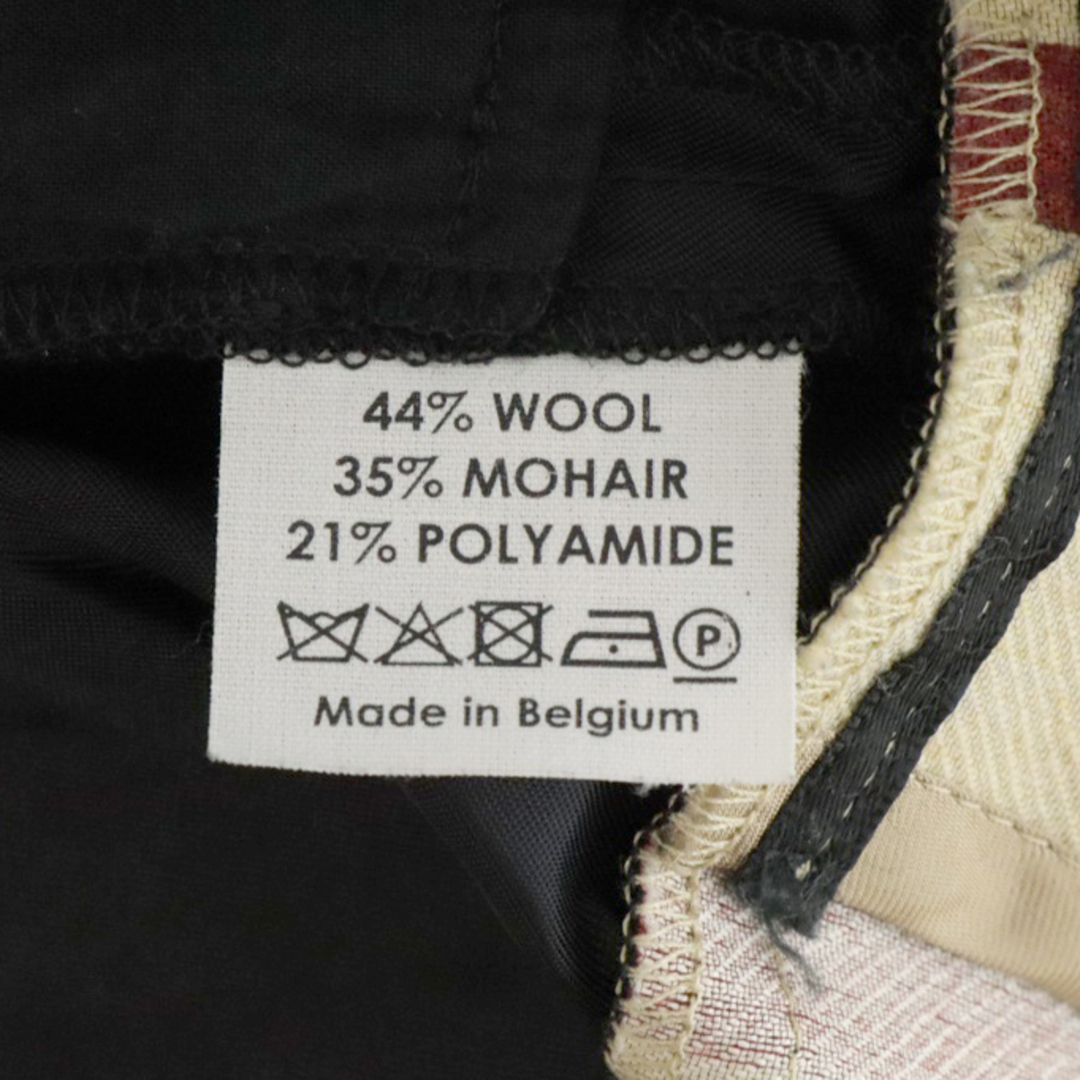 44% WOOL
35% MOHAIR
21% POLYAMIDE
P
Made in Belgium